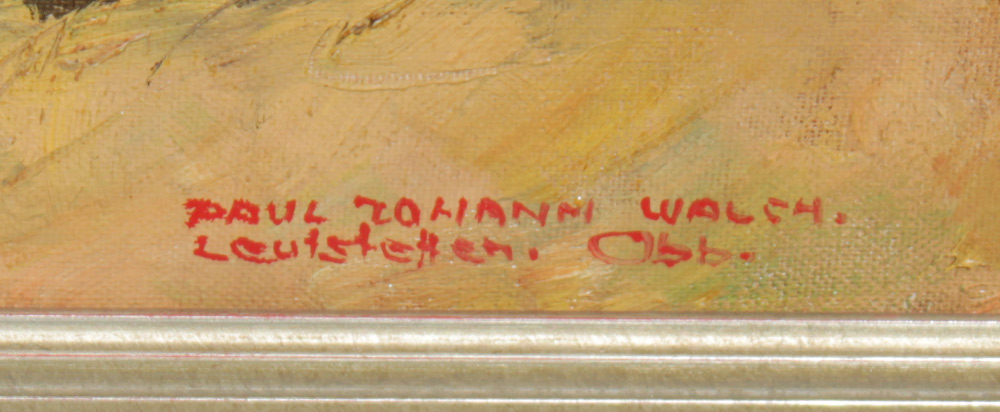 PAUL JOHANN WALCH.
Leutstetten. Obb.